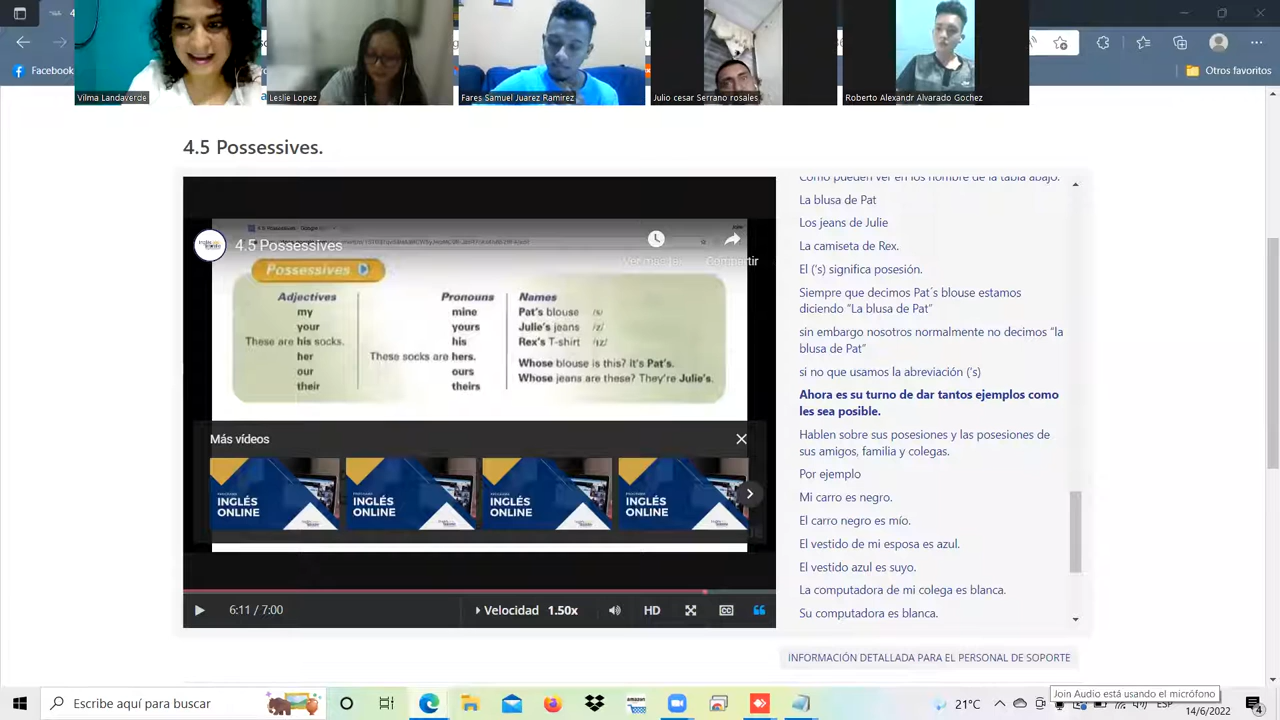 Facebook
Otros favoritos
Vilma Landaverde
Leslie Lopez
Fares Samuel Juarez Ramirez
Julio cesar Serrano rosales
Roberto Alexandr Alvarado Gochez
4.5 Possessives.
4.5 Possessives
Ver más
Compartir
Possessives
Adjectives
my
your
These are his socks.
her
our
their
Pronouns
mine
yours
his
These socks are hers.
ours
theirs
Names
Pat's blouse /s/
Julie's jeans /z/
Rex's T-shirt /ɪz/
Whose blouse is this? It's Pat's.
Whose jeans are these? They're Julie's.
Más vídeos
INGLÉS
ONLINE
INGLÉS
ONLINE
INGLÉS
ONLINE
INGLÉS
ONLINE
6:11 / 7:00
Velocidad 1.50x
HD
Como pueden ver en los nombre de la tabla abajo.
La blusa de Pat
Los jeans de Julie
La camiseta de Rex.
El ('s) significa posesión.
Siempre que decimos Pat´s blouse estamos
diciendo "La blusa de Pat"
sin embargo nosotros normalmente no decimos "la
blusa de Pat"
sí no que usamos la abreviación ('s)
Ahora es su turno de dar tantos ejemplos como
les sea posible.
Hablen sobre sus posesiones y las posesiones de
sus amigos, familia y colegas.
Por ejemplo
Mi carro es negro.
El carro negro es mío.
El vestido de mi esposa es azul.
El vestido azul es suyo.
La computadora de mi colega es blanca.
Su computadora es blanca.
INFORMACIÓN DETALLADA PARA EL PERSONAL DE SOPORTE
Join Audio está usando el micrófono
Escribe aquí para buscar
amazon
21°C
ESP
14/6/2022
4